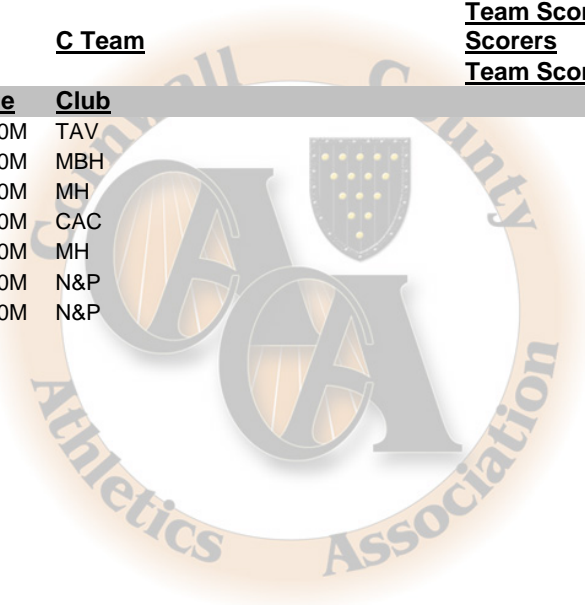 Team Scor
C Team Scorers
Team Scor
e Club
0M TAV
0M MBH
0M MH
0M CAC
0M MH
0M N&P
0M N&P
Cornwall County
Athletics Association
CAA